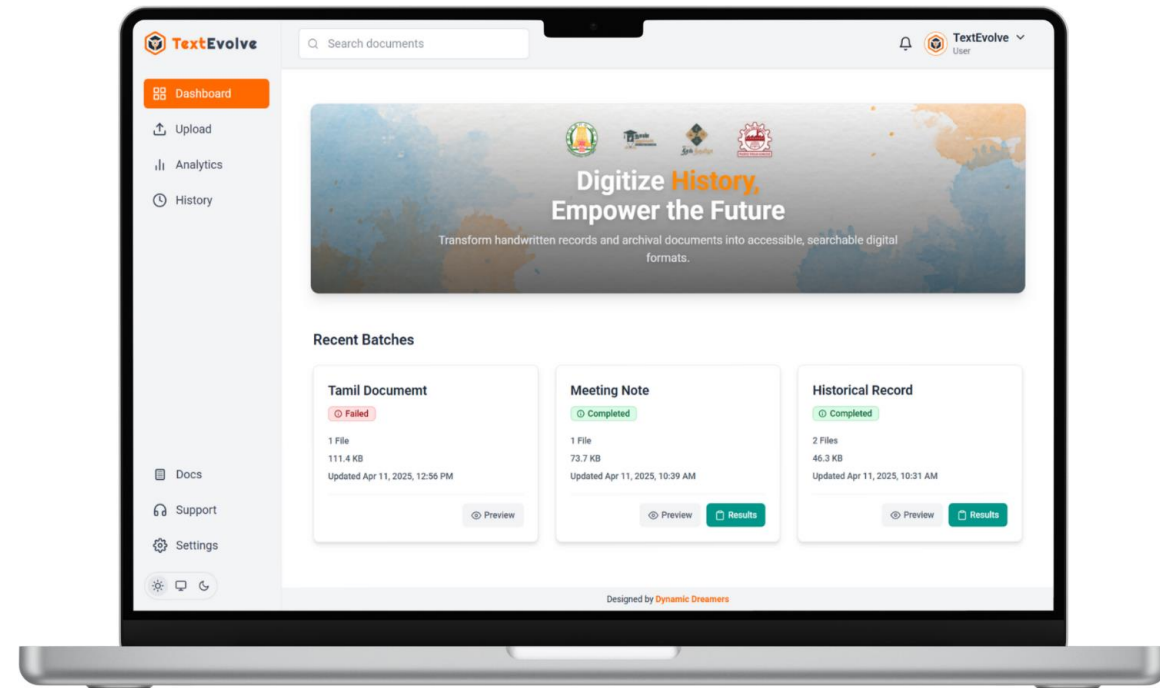 TextEvolve
Search documents
TextEvolve
User
Dashboard
Upload
Analytics
History
Digitize History,
Empower the Future
Transform handwritten records and archival documents into accessible, searchable digital
formats.
Recent Batches
Tamil Documemt
Failed
1 File
111.4 KB
Updated Apr 11, 2025, 12:56 PM
Preview
Meeting Note
Completed
1 File
73.7 KB
Updated Apr 11, 2025, 10:39 AM
Preview
Results
Historical Record
Completed
2 Files
46.3 KB
Updated Apr 11, 2025, 10:31 AM
Preview
Results
Docs
Support
Settings
Designed by Dynamic Dreamers